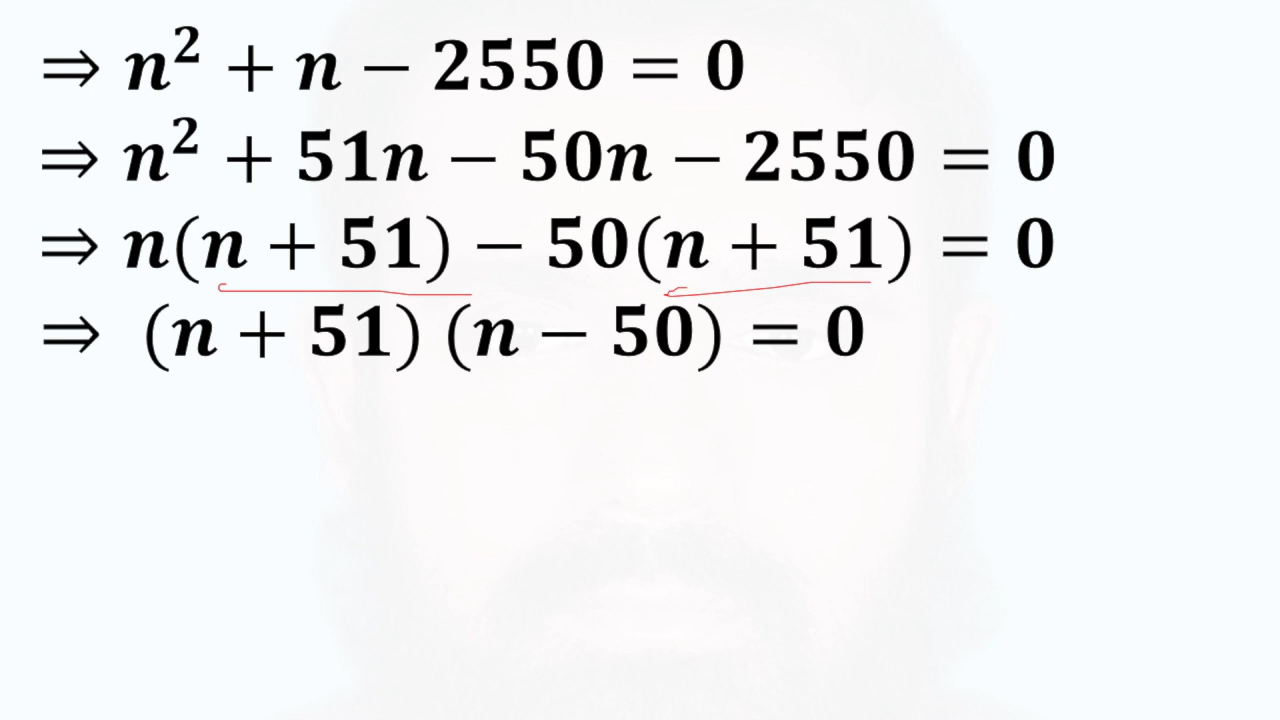 ⇒ n² + n − 2550 = 0
⇒ n² + 51n − 50n − 2550 = 0
⇒ n(n + 51) − 50(n + 51) = 0
⇒ (n + 51) (n − 50) = 0